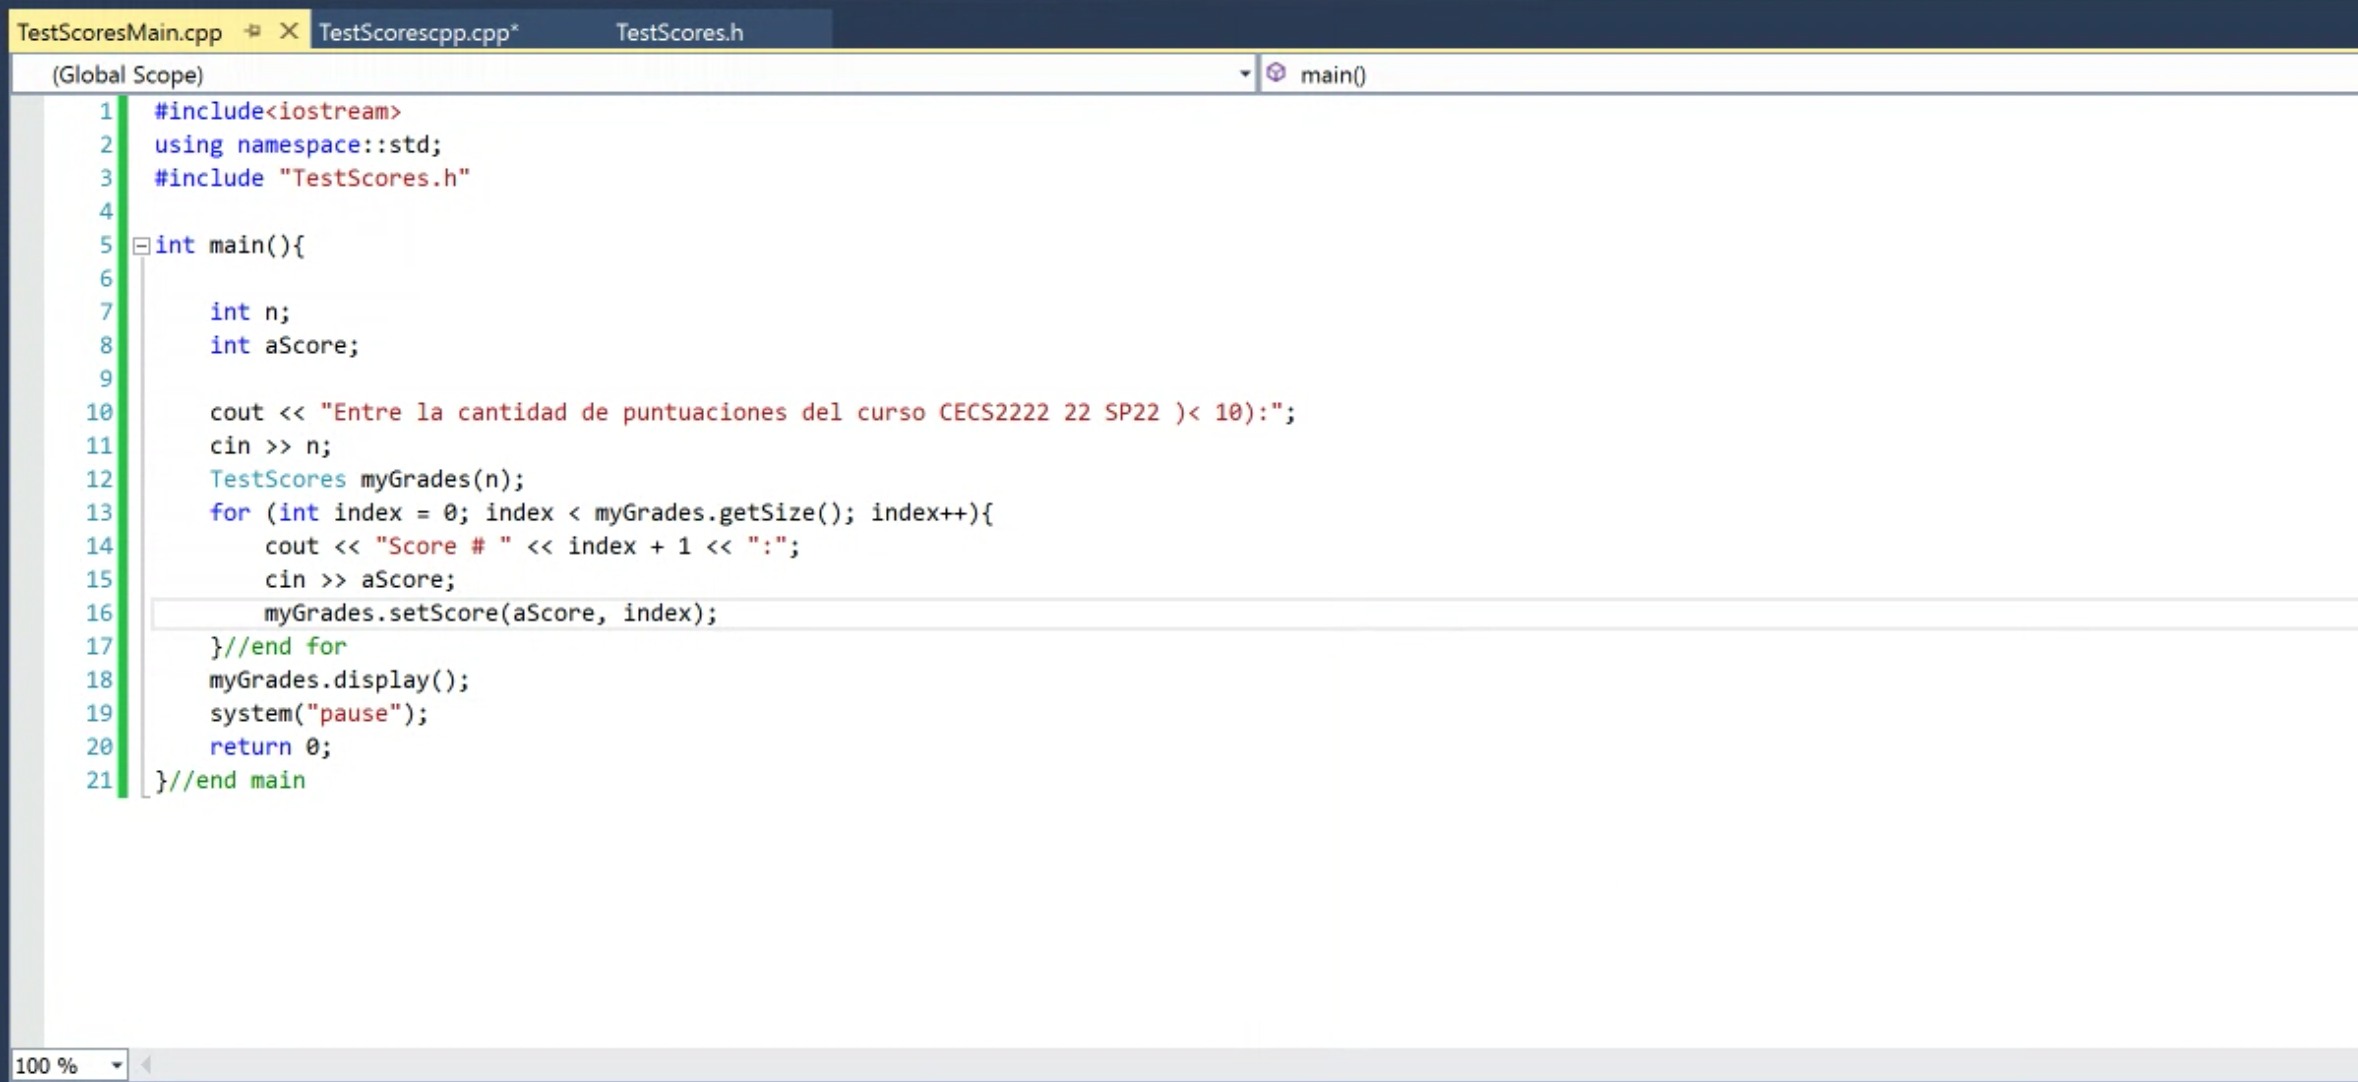 TestScoresMain.cpp TestScorescpp.cpp* TestScores.h
(Global Scope) main()
1 #include<iostream>
2 using namespace::std;
3 #include "TestScores.h"
4
5 int main(){
6
7 int n;
8 int aScore;
9
10 cout << "Entre la cantidad de puntuaciones del curso CECS2222 22 SP22 )< 10):";
11 cin >> n;
12 TestScores myGrades(n);
13 for (int index = 0; index < myGrades.getSize(); index++){
14 cout << "Score # " << index + 1 << ":";
15 cin >> aScore;
16 myGrades.setScore(aScore, index);
17 }//end for
18 myGrades.display();
19 system("pause");
20 return 0;
21 }//end main
100 %